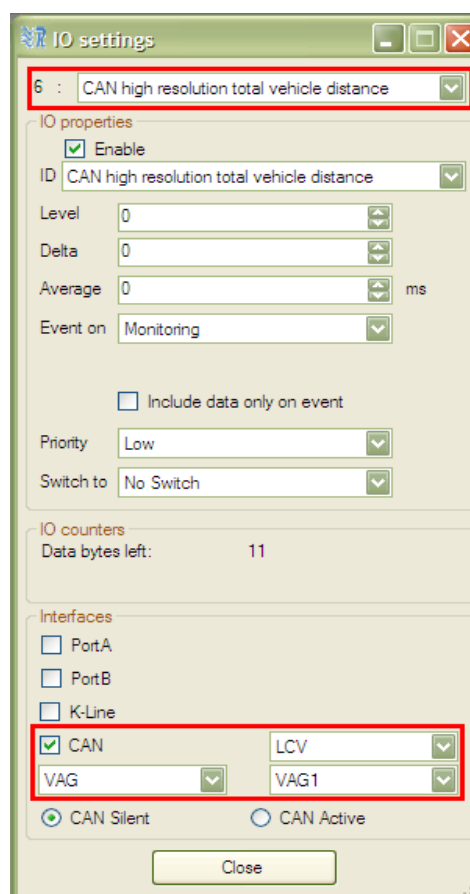 IO settings
6 : CAN high resolution total vehicle distance
IO properties
Enable
ID CAN high resolution total vehicle distance
Level 0
Delta 0
Average 0 ms
Event on Monitoring
Include data only on event
Priority Low
Switch to No Switch
IO counters
Data bytes left: 11
Interfaces
PortA
PortB
K-Line
CAN LCV
VAG VAG1
CAN Silent CAN Active
Close